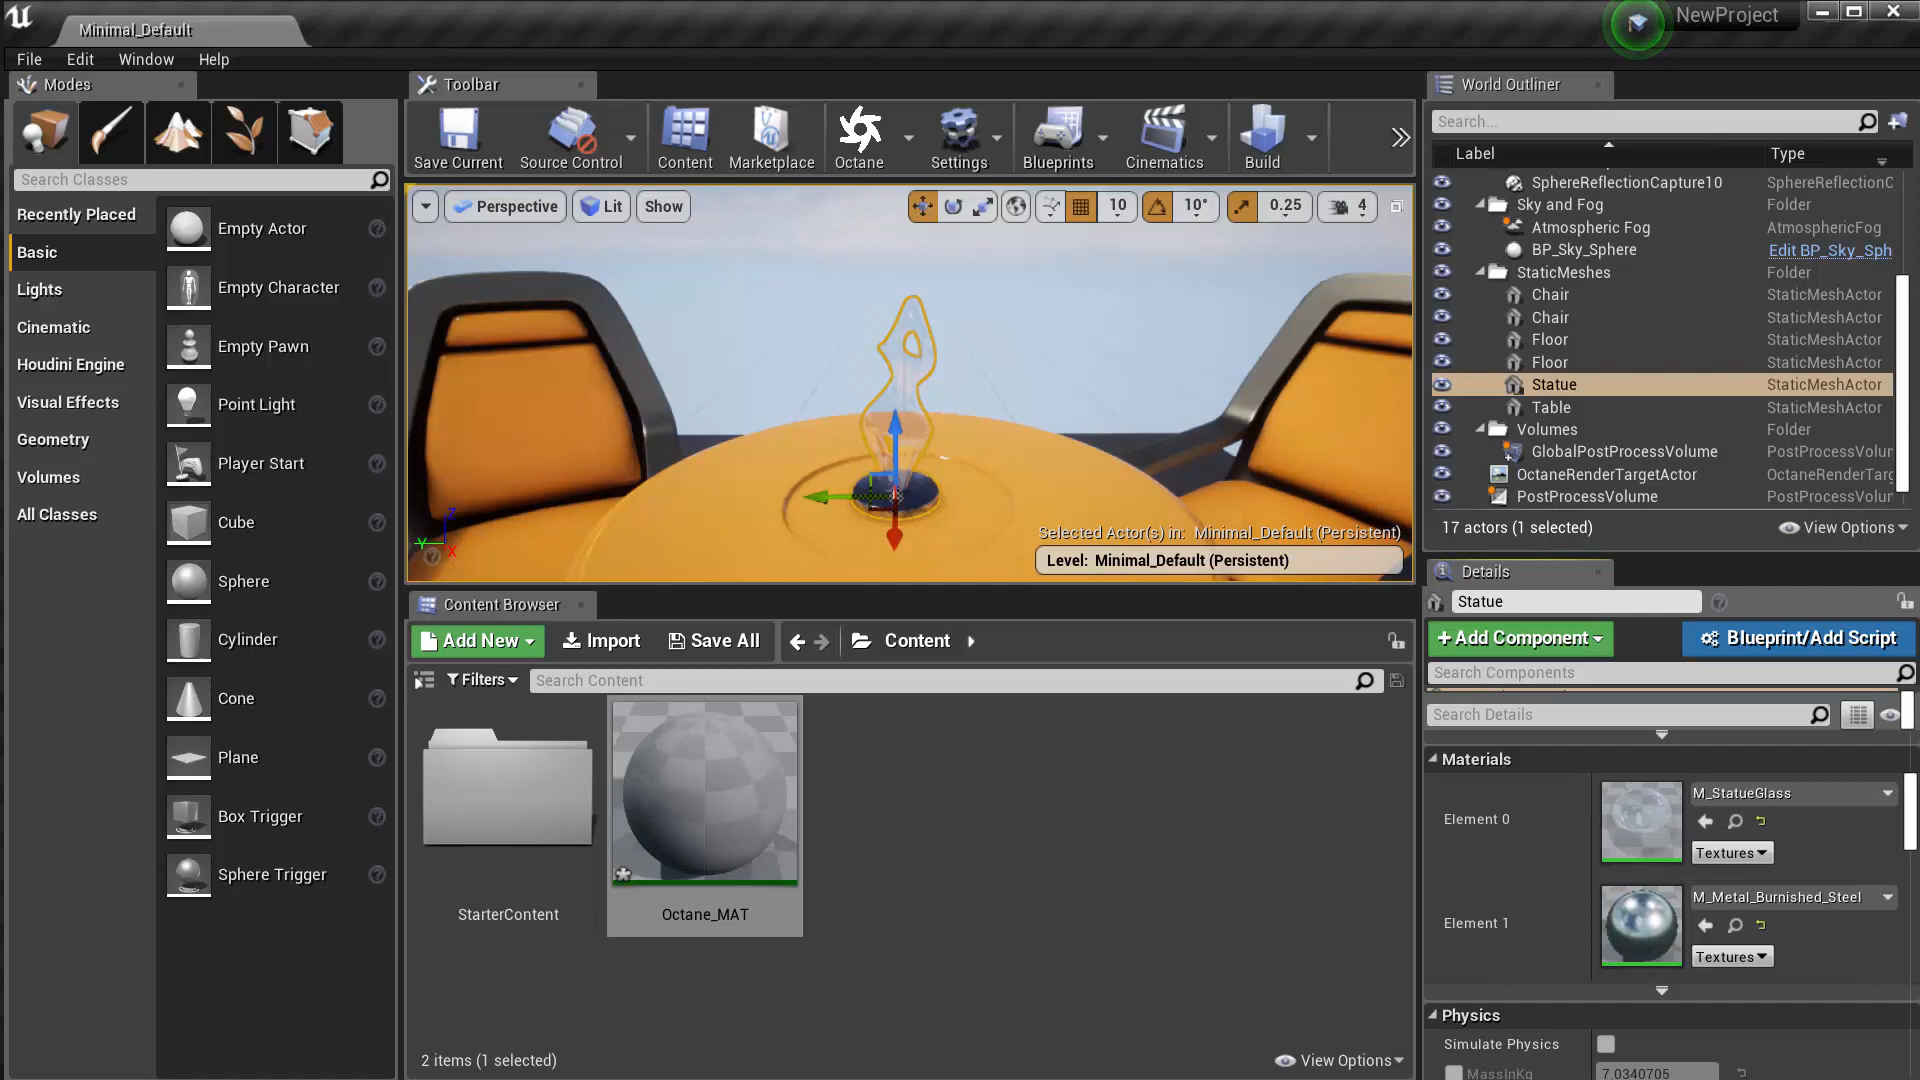 Minimal_Default
NewProject
File Edit Window Help
Modes
Search Classes
Recently Placed
Basic
Lights
Cinematic
Houdini Engine
Visual Effects
Geometry
Volumes
All Classes
Empty Actor
Empty Character
Empty Pawn
Point Light
Player Start
Cube
Sphere
Cylinder
Cone
Plane
Box Trigger
Sphere Trigger
Toolbar
Save Current
Source Control
Content
Marketplace
Octane
Settings
Blueprints
Cinematics
Build
Perspective Lit Show
10 10° 0.25 4
Z
Y
X
Selected Actor(s) in: Minimal_Default (Persistent)
Level: Minimal_Default (Persistent)
Content Browser
Add New Import Save All Content
Filters Search Content
StarterContent
Octane_MAT
2 items (1 selected)
View Options
World Outliner
Search...
Label Type
SphereReflectionCapture10 SphereReflectionC
Sky and Fog Folder
Atmospheric Fog AtmosphericFog
BP_Sky_Sphere Edit BP_Sky_Sph
StaticMeshes Folder
Chair StaticMeshActor
Chair StaticMeshActor
Floor StaticMeshActor
Floor StaticMeshActor
Statue StaticMeshActor
Table StaticMeshActor
Volumes Folder
GlobalPostProcessVolume PostProcessVolur
OctaneRenderTargetActor OctaneRenderTarg
PostProcessVolume PostProcessVolur
17 actors (1 selected) View Options
Details
Statue
+Add Component Blueprint/Add Script
Search Components
Search Details
Materials
Element 0
M_StatueGlass
Textures
Element 1
M_Metal_Burnished_Steel
Textures
Physics
Simulate Physics
MassInKg 7.0340705